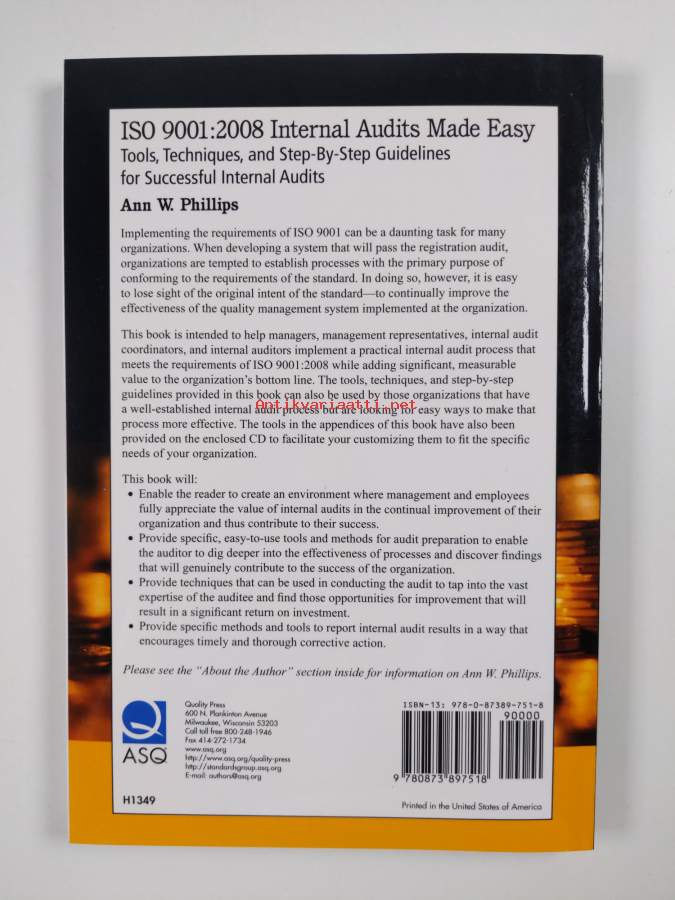 ISO 9001:2008 Internal Audits Made Easy
Tools, Techniques, and Step-By-Step Guidelines
for Successful Internal Audits
Ann W. Phillips
Implementing the requirements of ISO 9001 can be a daunting task for many
organizations. When developing a system that will pass the registration audit,
organizations are tempted to establish processes with the primary purpose of
conforming to the requirements of the standard. In doing so, however, it is easy
to lose sight of the original intent of the standard—to continually improve the
effectiveness of the quality management system implemented at the organization.
This book is intended to help managers, management representatives, internal audit
coordinators, and internal auditors implement a practical internal audit process that
meets the requirements of ISO 9001:2008 while adding significant, measurable
value to the organization's bottom line. The tools, techniques, and step-by-step
guidelines provided in this book can also be used by those organizations that have
a well-established internal audit process but are looking for easy ways to make that
Antikvariaatti.net
process more effective. The tools in the appendices of this book have also been
provided on the enclosed CD to facilitate your customizing them to fit the specific
needs of your organization.
This book will:
• Enable the reader to create an environment where management and employees
fully appreciate the value of internal audits in the continual improvement of their
organization and thus contribute to their success.
• Provide specific, easy-to-use tools and methods for audit preparation to enable
the auditor to dig deeper into the effectiveness of processes and discover findings
that will genuinely contribute to the success of the organization.
• Provide techniques that can be used in conducting the audit to tap into the vast
expertise of the auditee and find those opportunities for improvement that will
result in a significant return on investment.
• Provide specific methods and tools to report internal audit results in a way that
encourages timely and thorough corrective action.
Please see the "About the Author" section inside for information on Ann W. Phillips.
ASQ
Quality Press
600 N. Plankinton Avenue
Milwaukee, Wisconsin 53203
Call toll free 800-248-1946
Fax 414-272-1734
www.asq.org
http://www.asq.org/quality-press
http://standardsgroup.asq.org
E-mail: authors@asq.org
H1349
ISBN-13: 978-0-87389-751-8
90000
9 780873 897518
Printed in the United States of America